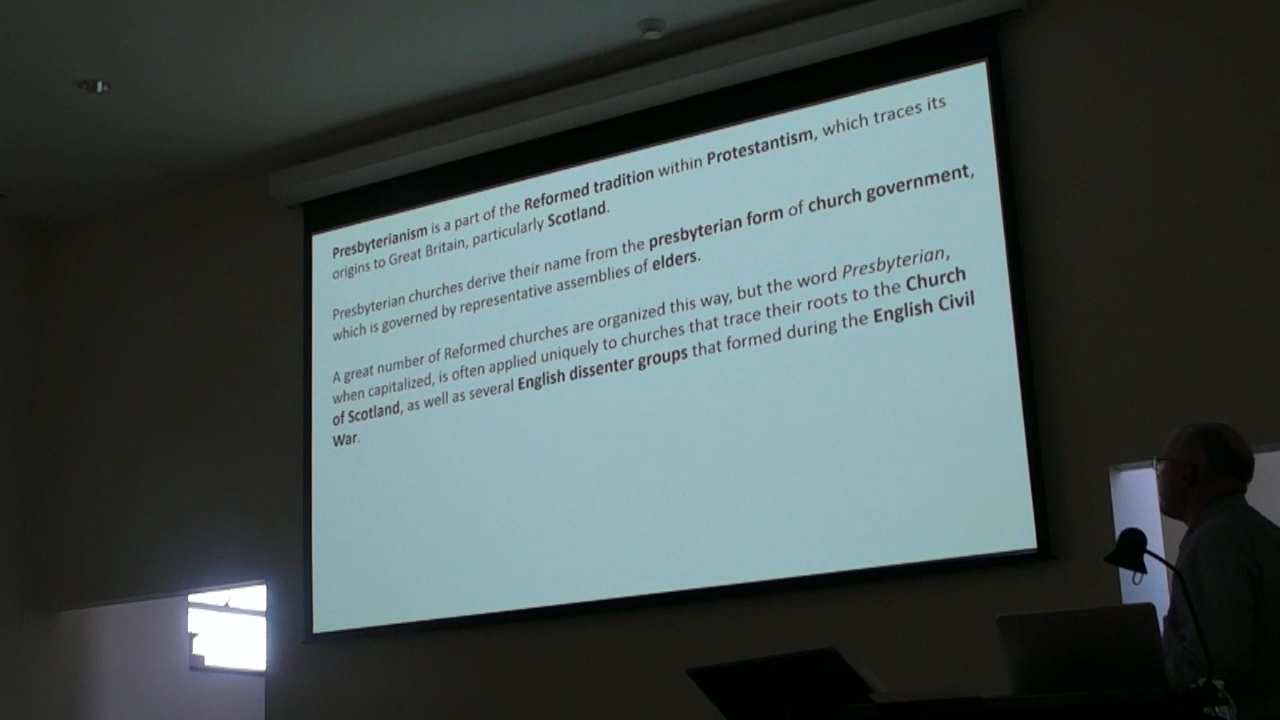 Presbyterianism is a part of the Reformed tradition within Protestantism, which traces its
origins to Great Britain, particularly Scotland.
Presbyterian churches derive their name from the presbyterian form of church government,
which is governed by representative assemblies of elders.
A great number of Reformed churches are organized this way, but the word Presbyterian,
when capitalized, is often applied uniquely to churches that trace their roots to the Church
of Scotland, as well as several English dissenter groups that formed during the English Civil
War.